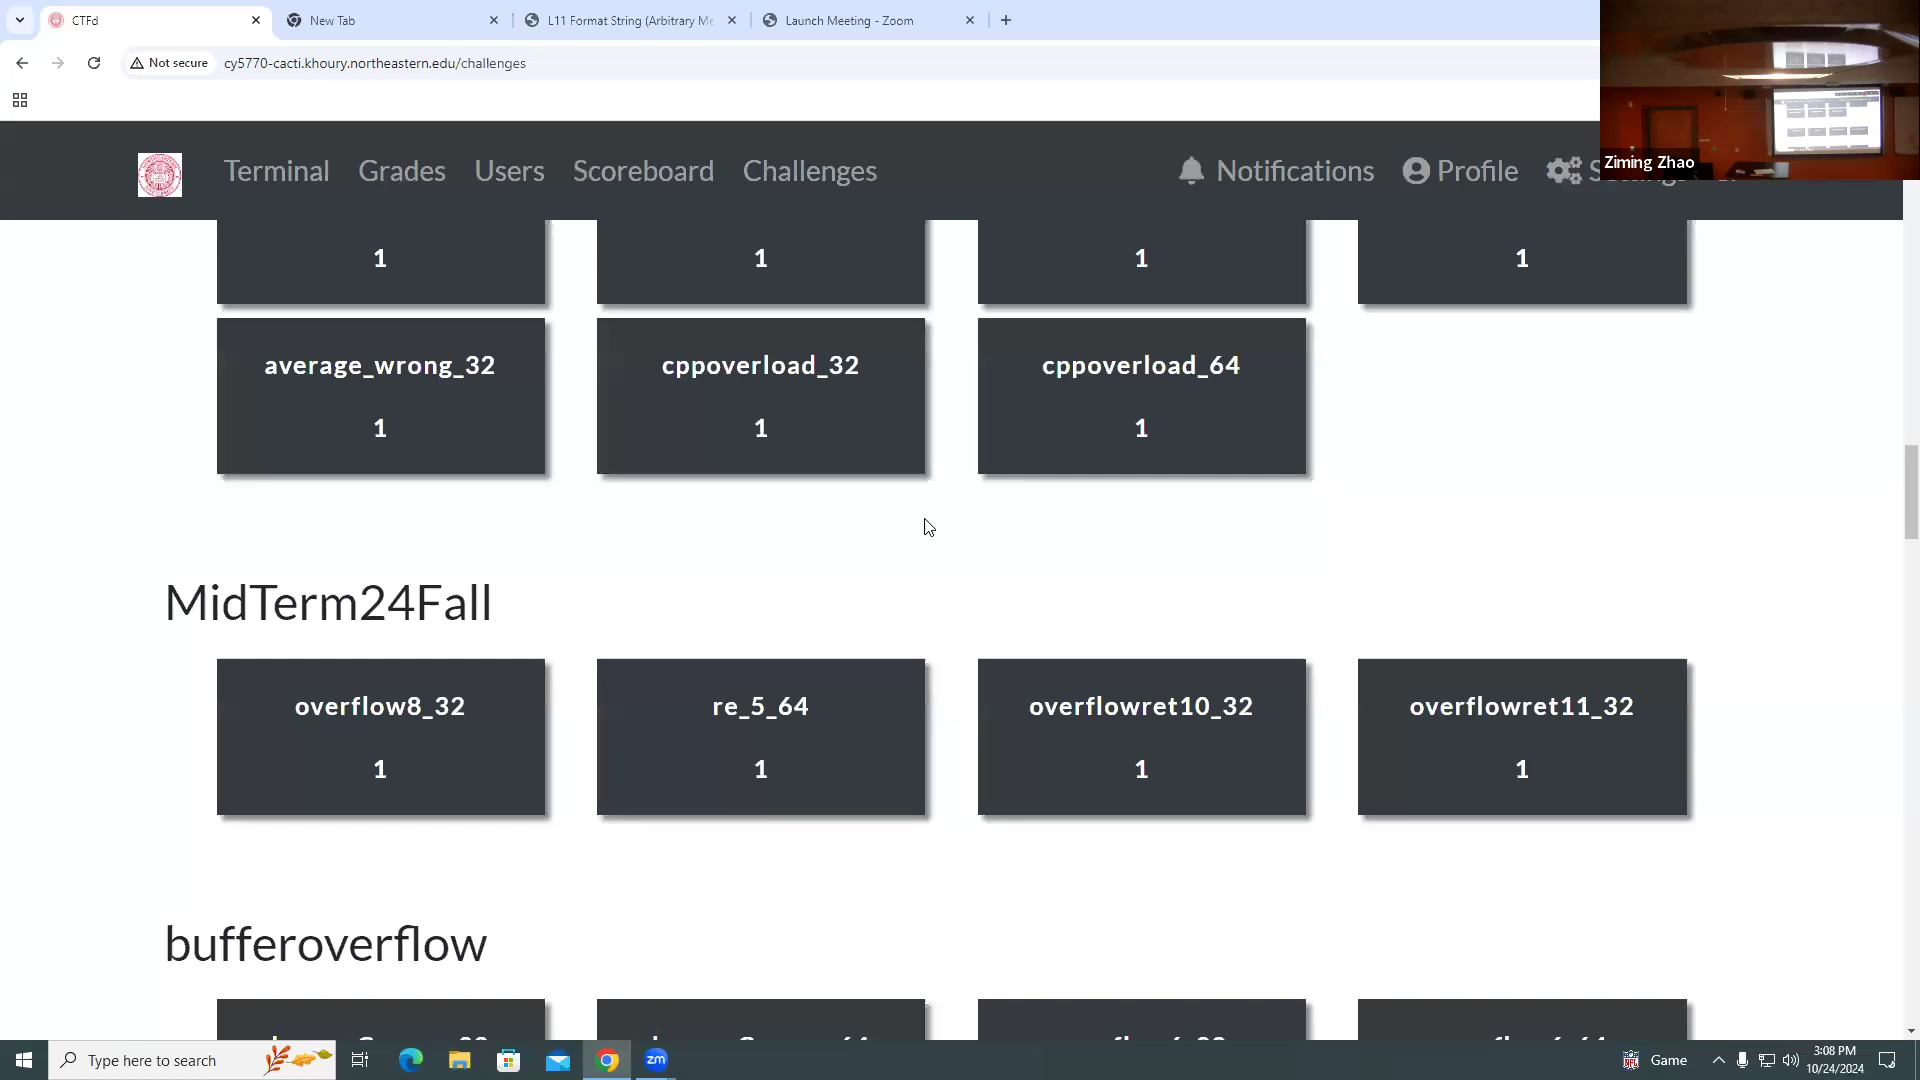 CTFd
New Tab
L11 Format String (Arbitrary Me
Launch Meeting - Zoom
Not secure
cy5770-cacti.khoury.northeastern.edu/challenges
Terminal
Grades
Users
Scoreboard
Challenges
Notifications
Profile
Ziming Zhao
1
1
1
1
average_wrong_32
cppoverload_32
cppoverload_64
1
1
1
MidTerm24Fall
overflow8_32
re_5_64
overflowret10_32
overflowret11_32
1
1
1
1
bufferoverflow
Type here to search
zm
Game
3:08 PM
10/24/2024